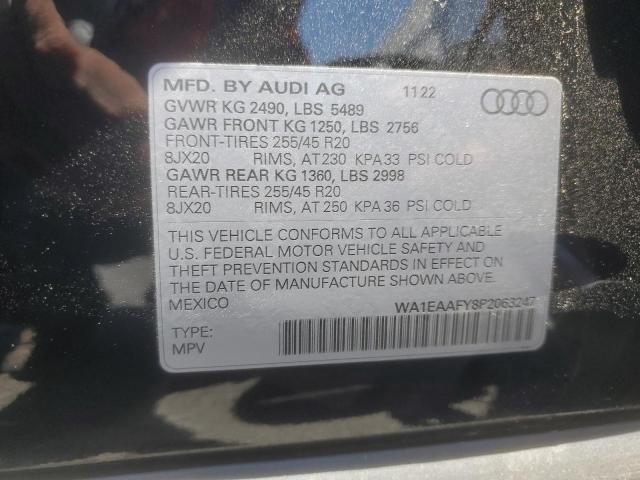 MFD. BY AUDI AG 11 22
GVWR KG 2490, LBS 5489
GAWR FRONT KG 1250, LBS 2756
FRONT-TIRES 255/45 R20
8JX20 RIMS, AT 230 KPA 33 PSI COLD
GAWR REAR KG 1360, LBS 2998
REAR-TIRES 255/45 R20
8JX20 RIMS, AT 250 KPA 36 PSI COLD
THIS VEHICLE CONFORMS TO ALL APPLICABLE
U.S. FEDERAL MOTOR VEHICLE SAFETY AND
THEFT PREVENTION STANDARDS IN EFFECT ON
THE DATE OF MANUFACTURE SHOWN ABOVE.
MEXICO WA1EAAFY8P2063247
TYPE:
MPV